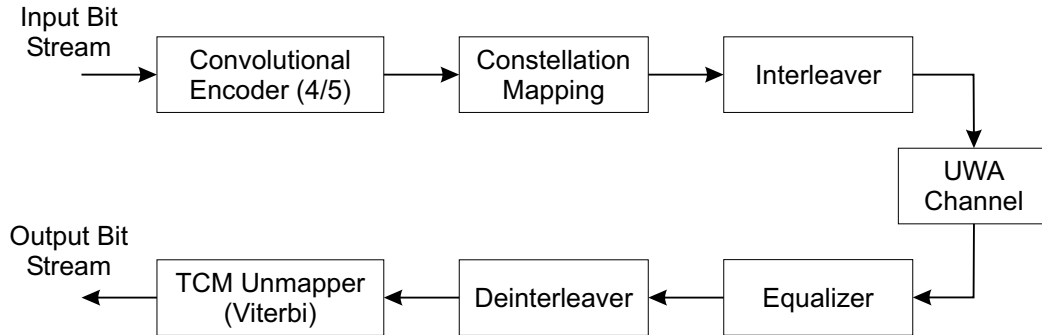 Input Bit
Stream
Convolutional
Encoder (4/5)
Constellation
Mapping
Interleaver
UWA
Channel
Output Bit
Stream
TCM Unmapper
(Viterbi)
Deinterleaver
Equalizer